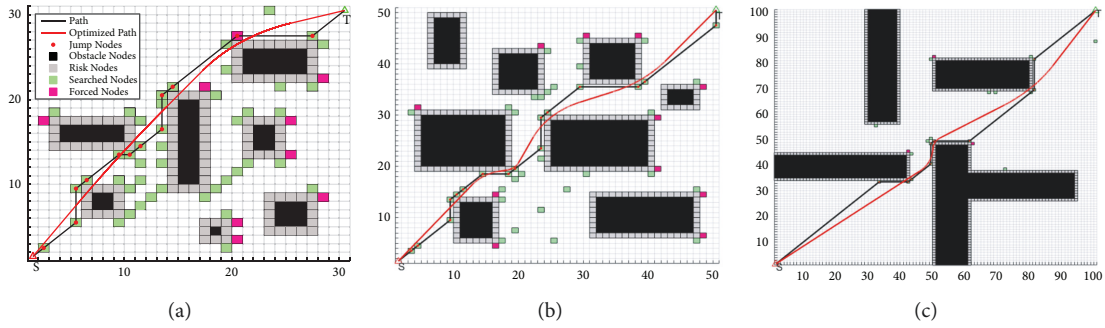 Path
Optimized Path
Jump Nodes
Obstacle Nodes
Risk Nodes
Searched Nodes
Forced Nodes
30
20
10
S
10
20
30
T
(a)
50
40
30
20
10
S
10
20
30
40
50
T
(b)
100
90
80
70
60
50
40
30
20
10
S
10
20
30
40
50
60
70
80
90
100
T
(c)